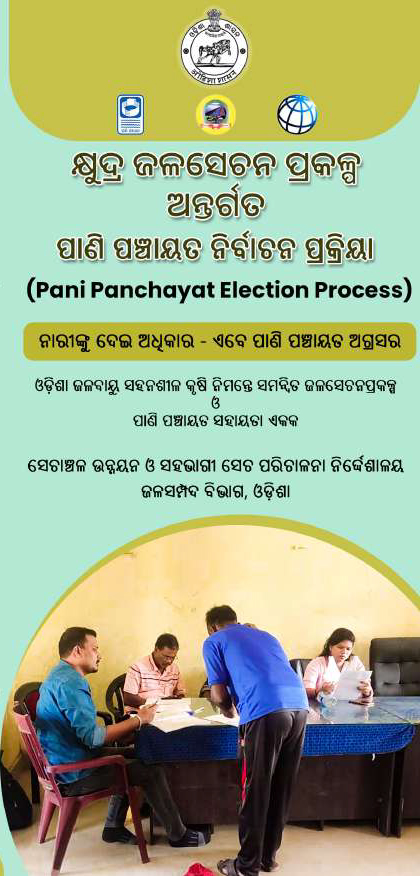 କ୍ଷୁଦ୍ର ଜଳସେଚନ ପ୍ରକଳ୍ପ
ଅନ୍ତର୍ଗତ
ପାଣି ପଞ୍ଚାୟତ ନିର୍ବାଚନ ପ୍ରକ୍ରିୟା
(Pani Panchayat Election Process)
ନାରୀଙ୍କୁ ଦେଇ ଅଧିକାର - ଏବେ ପାଣି ପଞ୍ଚାୟତ ଅଗ୍ରସର
ଓଡ଼ିଶା ଜଳବାୟୁ ସହନଶୀଳ କୃଷି ନିମନ୍ତେ ସମନ୍ୱିତ ଜଳସେଚନପ୍ରକଳ୍ପ
ଓ
ପାଣି ପଞ୍ଚାୟତ ସହାୟତା ଏକକ
ସେଚାଞ୍ଚଳ ଉନ୍ନୟନ ଓ ସହଭାଗୀ ସେଚ ପରିଚାଳନା ନିର୍ଦ୍ଦେଶାଳୟ
ଜଳସମ୍ପଦ ବିଭାଗ, ଓଡ଼ିଶା